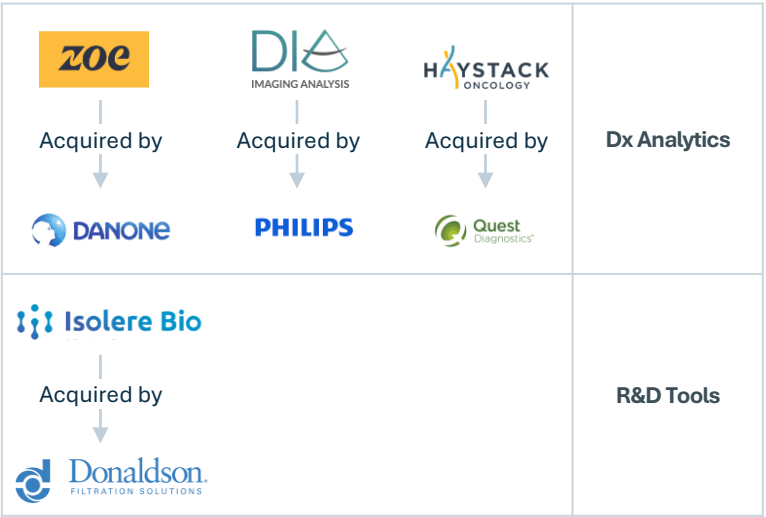 zoe
DIA
IMAGING ANALYSIS
HAYSTACK
ONCOLOGY
Acquired by
Acquired by
Acquired by
Dx Analytics
DANONE
PHILIPS
Quest
Diagnostics®
Isolere Bio
Acquired by
R&D Tools
Donaldson.
FILTRATION SOLUTIONS